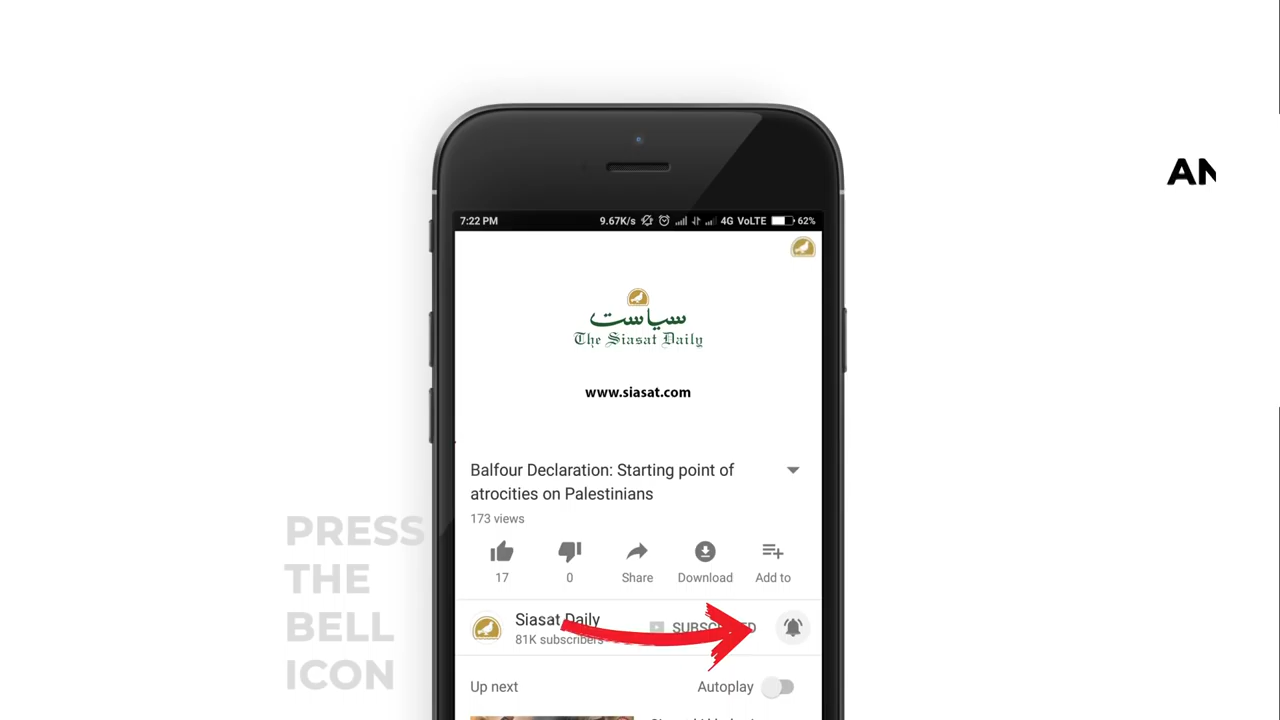 AN
7:22 PM 9.67K/s 4G VoLTE 62%
سیاست
The Siasat Daily
www.siasat.com
Balfour Declaration: Starting point of
atrocities on Palestinians
173 views
17 0 Share Download Add to
PRESS
THE
BELL
ICON
Siasat Daily SUBSCRIBED
81K subscribers
Up next Autoplay